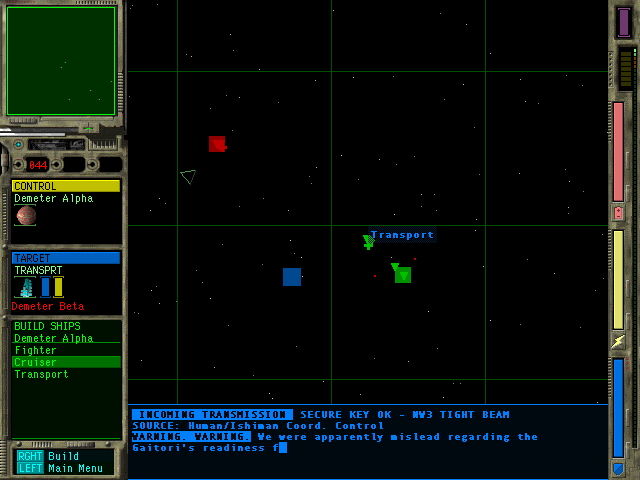 044
CONTROL
Demeter Alpha
TARGET
TRANSPRT
Demeter Beta
BUILD SHIPS
Demeter Alpha
Fighter
Cruiser
Transport
RGHT Build
LEFT Main Menu
Transport
INCOMING TRANSMISSION SECURE KEY OK - NW3 TIGHT BEAM
SOURCE: Human/Ishiman Coord. Control
WARNING. WARNING. We were apparently mislead regarding the
Gaitori's readiness f